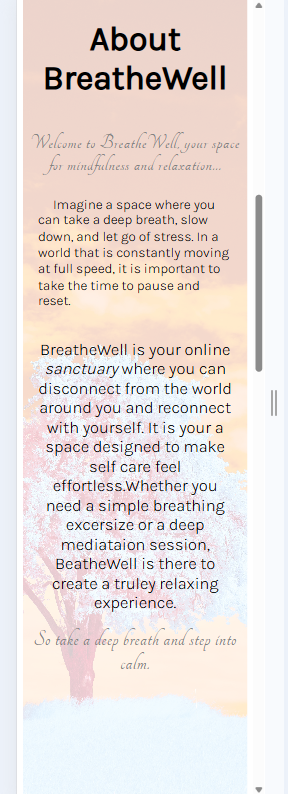 About
BreatheWell
Welcome to BreatheWell, your space
for mindfulness and relaxation...
Imagine a space where you
can take a deep breath, slow
down, and let go of stress. In a
world that is constantly moving
at full speed, it is important to
take the time to pause and
reset.
BreatheWell is your online
sanctuary where you can
disconnect from the world
around you and reconnect
with yourself. It is your a
space designed to make
self care feel
effortless.Whether you
need a simple breathing
excersize or a deep
mediataion session,
BeatheWell is there to
create a truley relaxing
experience.
So take a deep breath and step into
calm.